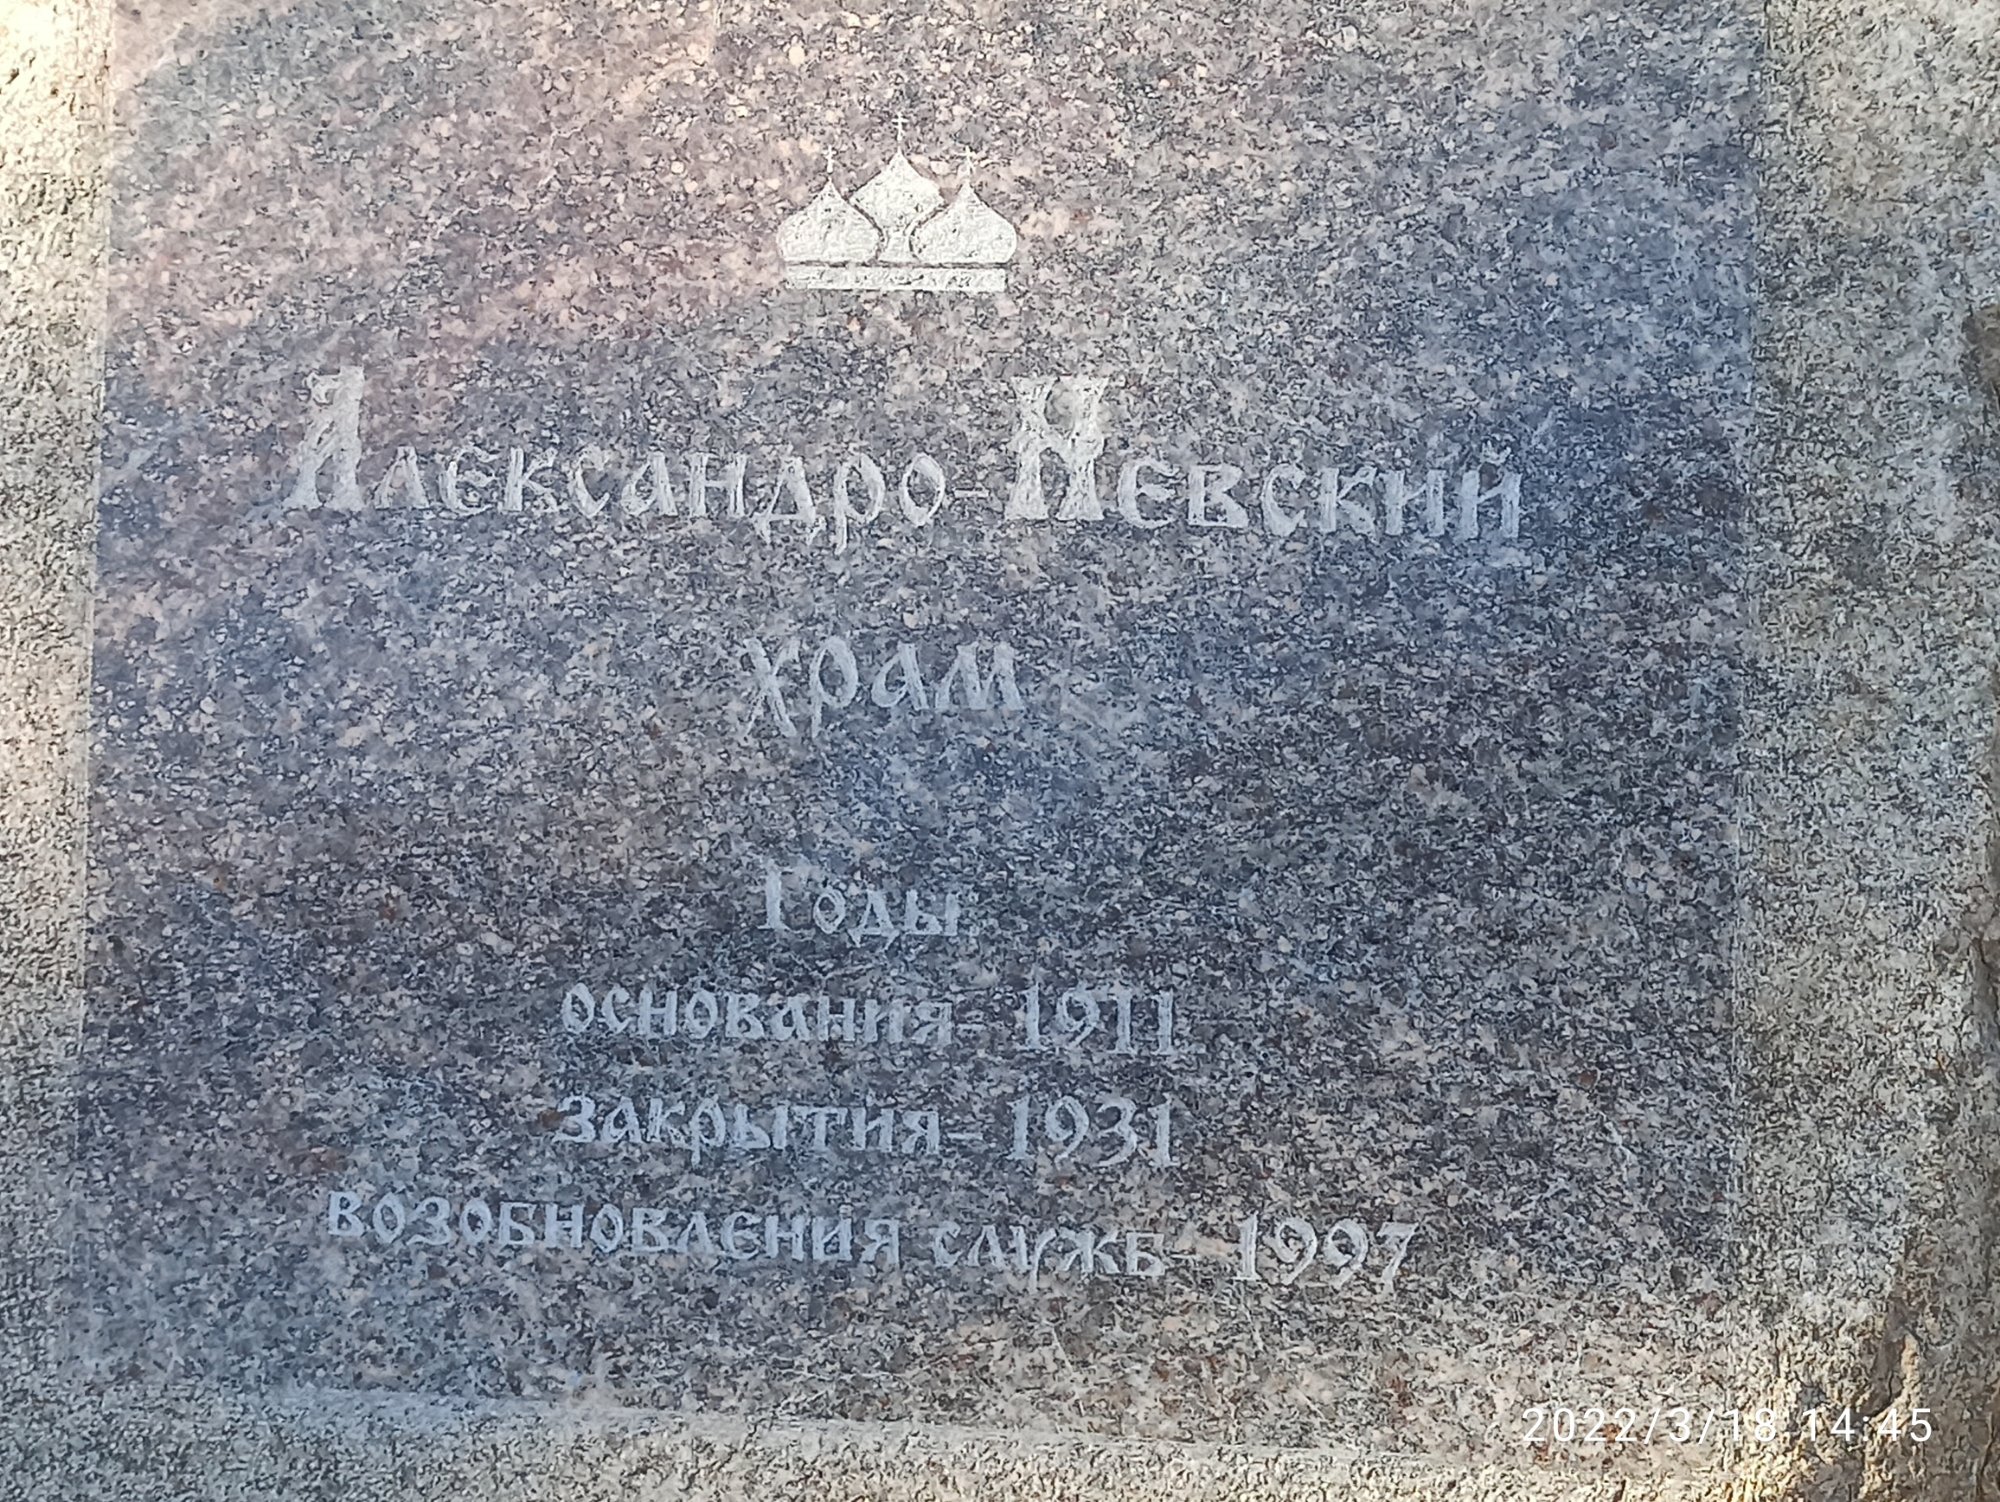 Александро-Невский
храм
Годы
основания- 1911
закрытия- 1931
возобновления служб- 1997
2022/3/18 14:45